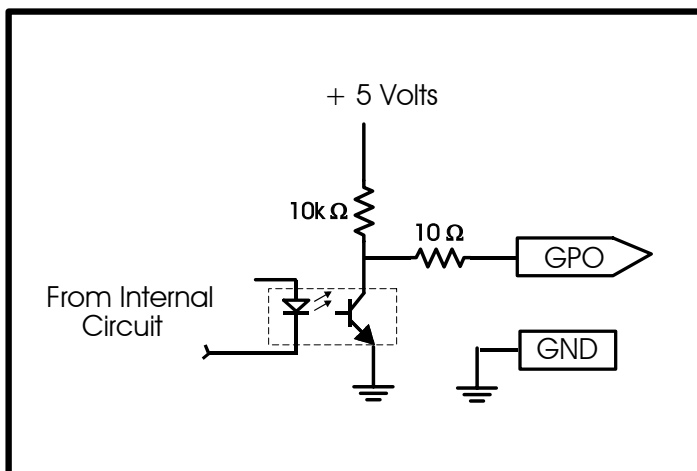 + 5 Volts
10k Ω
10 Ω
GPO
From Internal
Circuit
GND